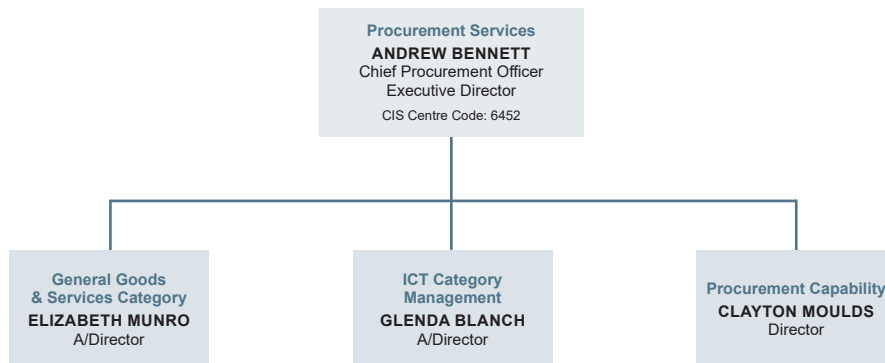 Procurement Services
ANDREW BENNETT
Chief Procurement Officer
Executive Director
CIS Centre Code: 6452
General Goods
& Services Category
ELIZABETH MUNRO
A/Director
ICT Category
Management
GLENDA BLANCH
A/Director
Procurement Capability
CLAYTON MOULDS
Director